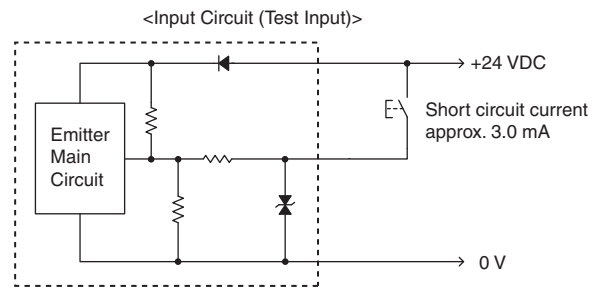 <Input Circuit (Test Input)>
+24 VDC
Short circuit current
approx. 3.0 mA
Emitter
Main
Circuit
0 V